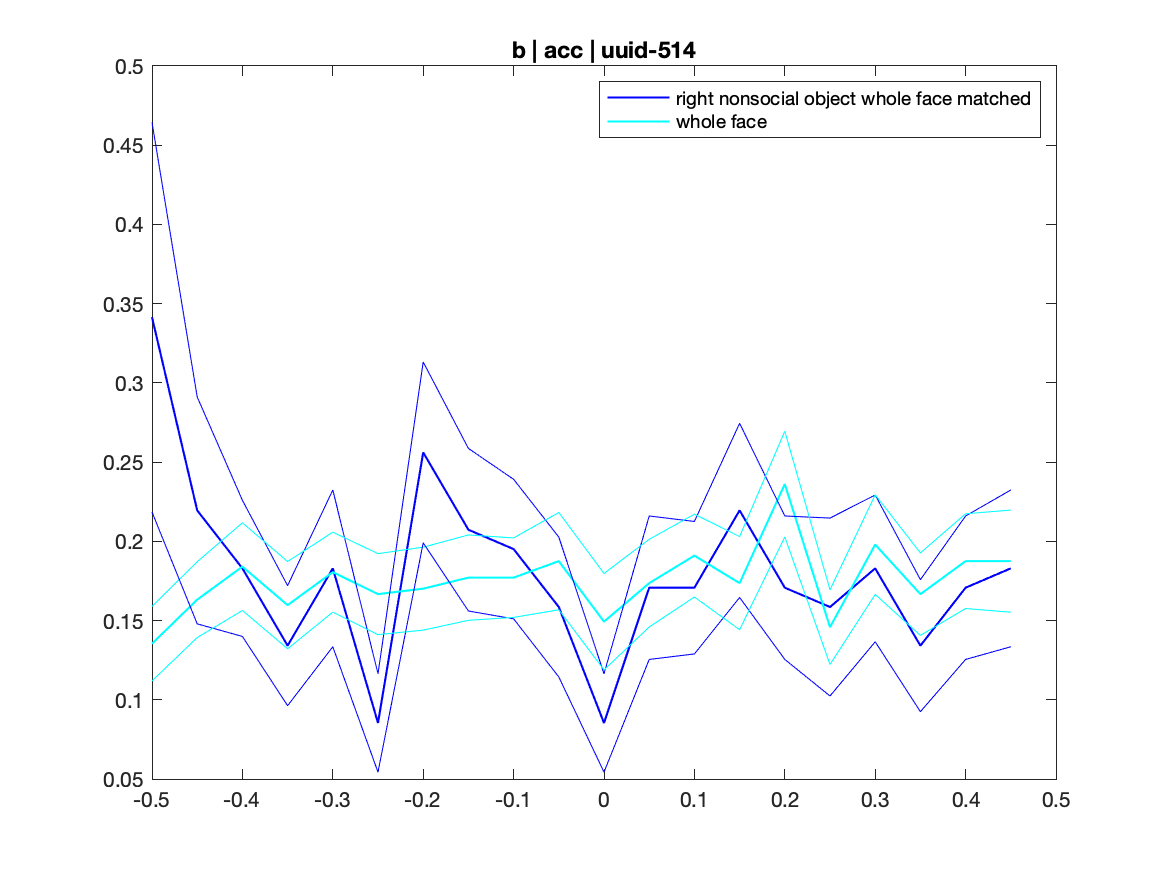 b | acc | uuid-514
right nonsocial object whole face matched
whole face
0.5
0.45
0.4
0.35
0.3
0.25
0.2
0.15
0.1
0.05
-0.5 -0.4 -0.3 -0.2 -0.1 0 0.1 0.2 0.3 0.4 0.5